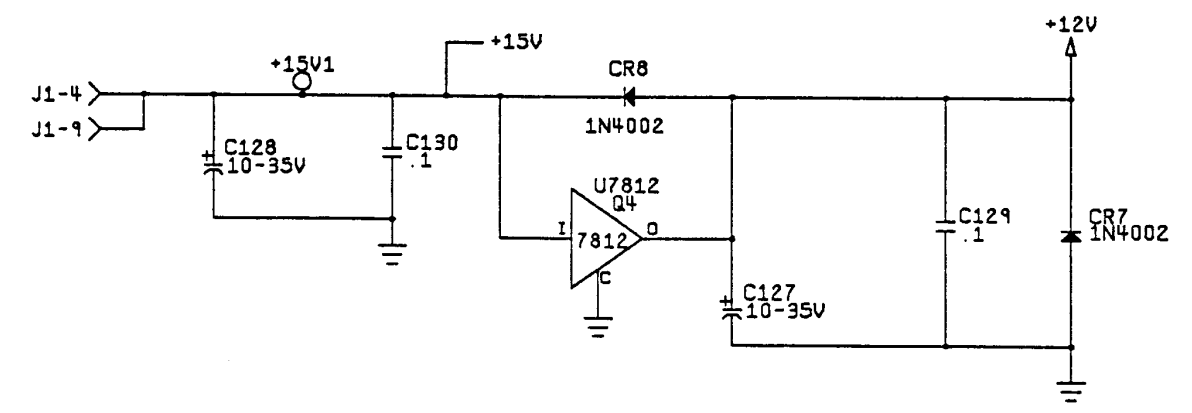 +12V
+15V
+15V1
CR8
J1-4
J1-9
1N4002
C128
10-35V
C130
.1
U7812
Q4
I
7812
O
C
C129
.1
CR7
1N4002
C127
10-35V
+
+